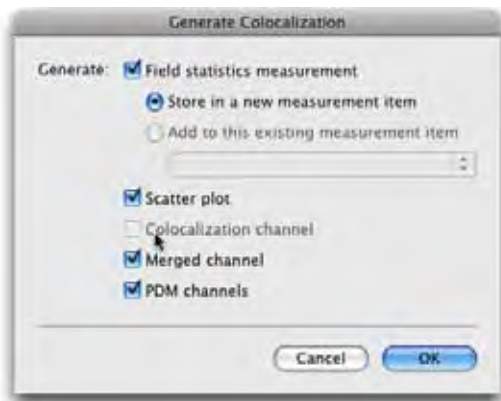 Generate Colocalization
Generate: Field statistics measurement
Store in a new measurement item
Add to this existing measurement item
Scatter plot
Colocalization channel
Merged channel
PDM channels
Cancel OK